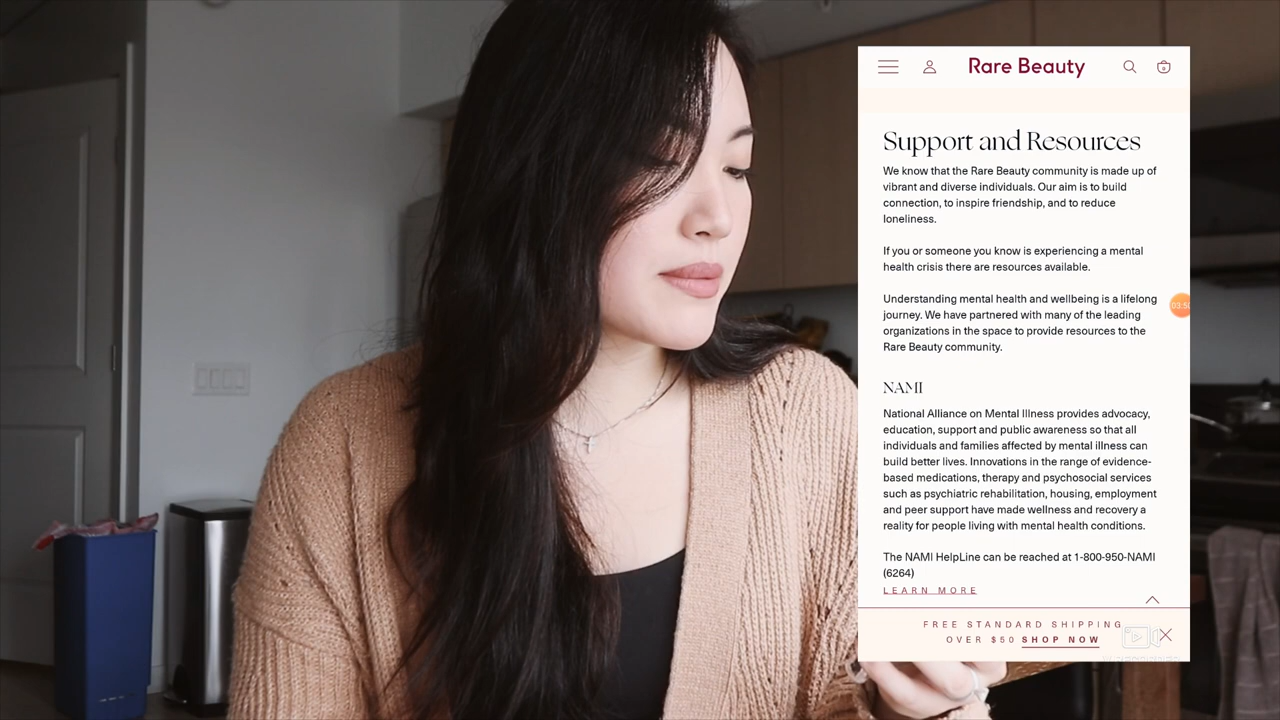 Rare Beauty
0
Support and Resources
We know that the Rare Beauty community is made up of
vibrant and diverse individuals. Our aim is to build
connection, to inspire friendship, and to reduce
loneliness.
If you or someone you know is experiencing a mental
health crisis there are resources available.
Understanding mental health and wellbeing is a lifelong
journey. We have partnered with many of the leading
organizations in the space to provide resources to the
Rare Beauty community.
NAMI
National Alliance on Mental Illness provides advocacy,
education, support and public awareness so that all
individuals and families affected by mental illness can
build better lives. Innovations in the range of evidence-
based medications, therapy and psychosocial services
such as psychiatric rehabilitation, housing, employment
and peer support have made wellness and recovery a
reality for people living with mental health conditions.
The NAMI HelpLine can be reached at 1-800-950-NAMI
(6264)
LEARN MORE
FREE STANDARD SHIPPING
OVER $50 SHOP NOW